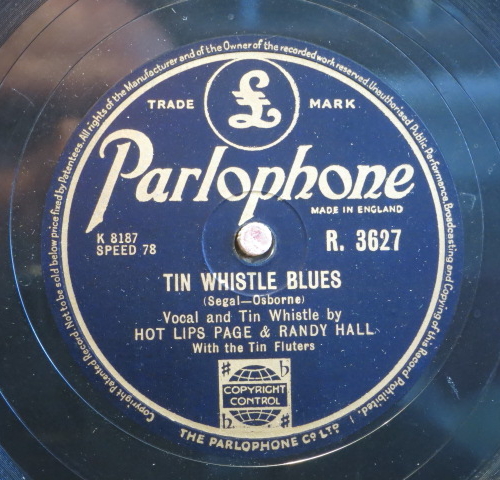 All rights of the Manufacturer and of the Owner of the recorded work reserved. Unauthorised Public Performance, Broadcasting and Copying of this Record Prohibited.
Copyright Patented Record. Not to be sold below price fixed by Patentees.
TRADE £ MARK
Parlophone
MADE IN ENGLAND
K 8187
SPEED 78
R. 3627
TIN WHISTLE BLUES
(Segal—Osborne)
Vocal and Tin Whistle by
HOT LIPS PAGE & RANDY HALL
With the Tin Fluters
COPYRIGHT
CONTROL
THE PARLOPHONE CO LTD